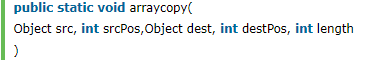 public static void arraycopy(
Object src, int srcPos,Object dest, int destPos, int length
)